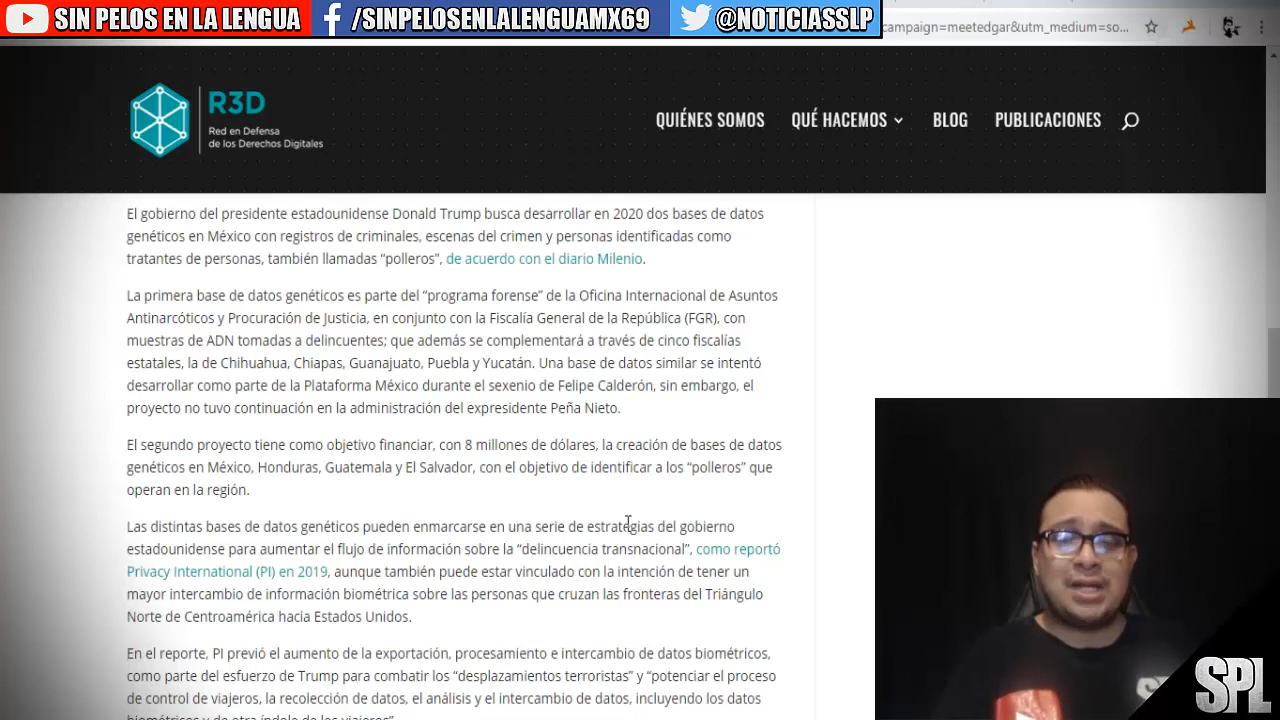 SIN PELOS EN LA LENGUA
/SINPELOSENLALENGUAMX69
@NOTICIASSLP
campaign=meetedgar&utm_medium=so...
R3D
Red en Defensa
de los Derechos Digitales
QUIÉNES SOMOS
QUÉ HACEMOS
BLOG
PUBLICACIONES
El gobierno del presidente estadounidense Donald Trump busca desarrollar en 2020 dos bases de datos
genéticos en México con registros de criminales, escenas del crimen y personas identificadas como
tratantes de personas, también llamadas “polleros”, de acuerdo con el diario Milenio.
La primera base de datos genéticos es parte del “programa forense” de la Oficina Internacional de Asuntos
Antinarcóticos y Procuración de Justicia, en conjunto con la Fiscalía General de la República (FGR), con
muestras de ADN tomadas a delincuentes; que además se complementará a través de cinco fiscalías
estatales, la de Chihuahua, Chiapas, Guanajuato, Puebla y Yucatán. Una base de datos similar se intentó
desarrollar como parte de la Plataforma México durante el sexenio de Felipe Calderón, sin embargo, el
proyecto no tuvo continuación en la administración del expresidente Peña Nieto.
El segundo proyecto tiene como objetivo financiar, con 8 millones de dólares, la creación de bases de datos
genéticos en México, Honduras, Guatemala y El Salvador, con el objetivo de identificar a los “polleros” que
operan en la región.
Las distintas bases de datos genéticos pueden enmarcarse en una serie de estrategias del gobierno
estadounidense para aumentar el flujo de información sobre la “delincuencia transnacional”, como reportó
Privacy International (PI) en 2019, aunque también puede estar vinculado con la intención de tener un
mayor intercambio de información biométrica sobre las personas que cruzan las fronteras del Triángulo
Norte de Centroamérica hacia Estados Unidos.
En el reporte, PI previó el aumento de la exportación, procesamiento e intercambio de datos biométricos,
como parte del esfuerzo de Trump para combatir los “desplazamientos terroristas” y “potenciar el proceso
de control de viajeros, la recolección de datos, el análisis y el intercambio de datos, incluyendo los datos
biométricos y de otra índole de los viajeros”
SPL